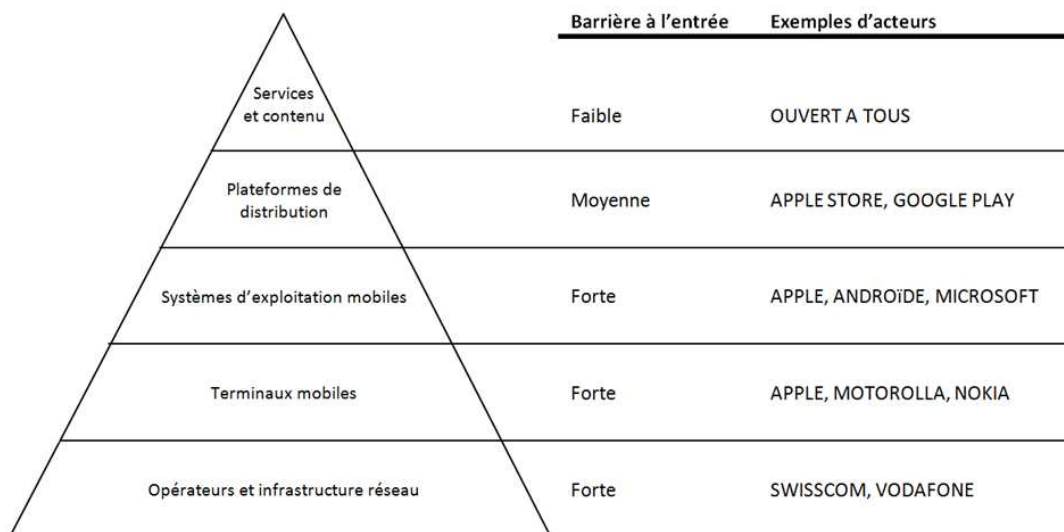 Barrière à l'entrée Exemples d'acteurs
Services
et contenu
Faible OUVERT A TOUS
Plateformes de
distribution
Moyenne APPLE STORE, GOOGLE PLAY
Systèmes d'exploitation mobiles Forte APPLE, ANDROïDE, MICROSOFT
Terminaux mobiles Forte APPLE, MOTOROLLA, NOKIA
Opérateurs et infrastructure réseau Forte SWISSCOM, VODAFONE